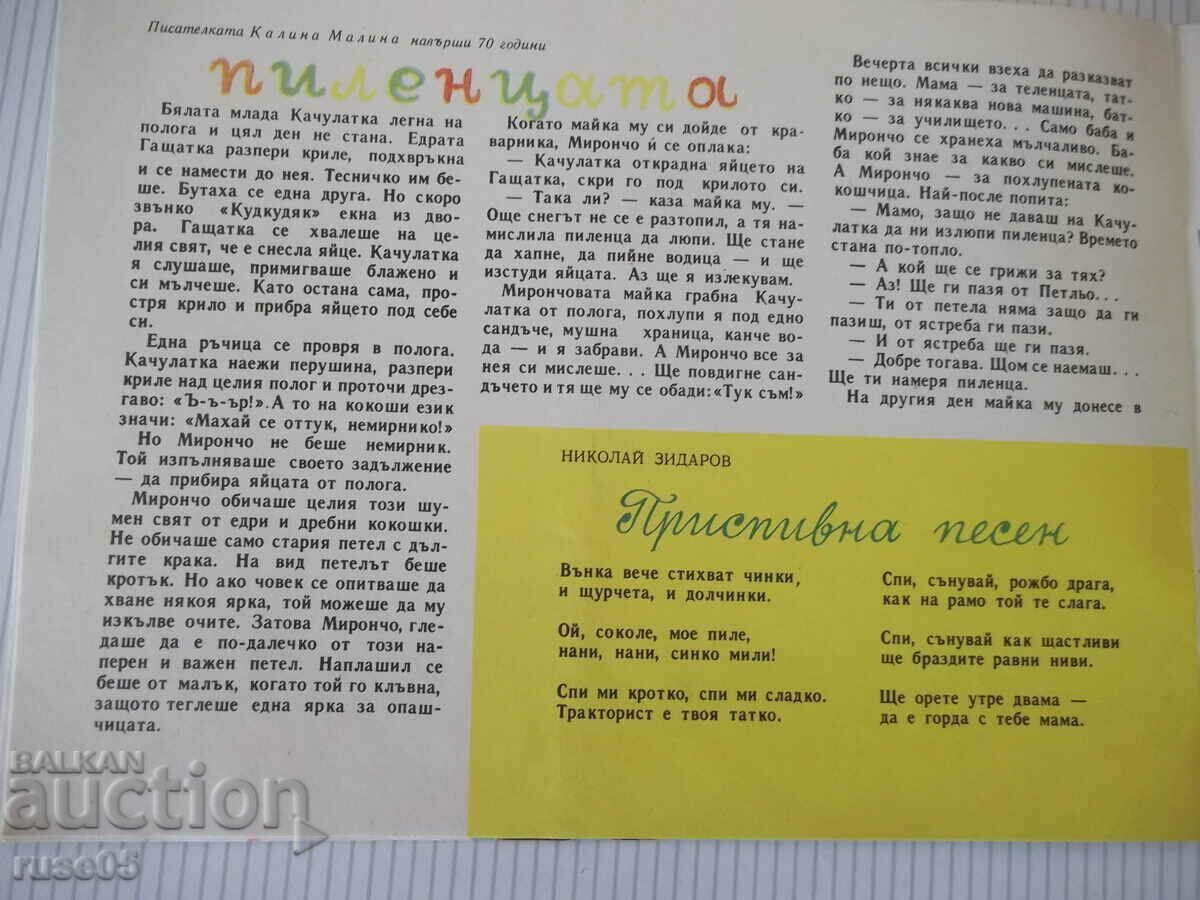 Писателката Калина Малина навърши 70 години
пиленцата
Бялата млада Качулатка легна на
полога и цял ден не стана. Едрата
Гащатка разпери криле, подхвръкна
и се намести до нея. Тесничко им бе-
ше. Бутаха се една друга. Но скоро
звънко «Кудкудяк» екна из дво-
ра. Гащатка се хвалеше на це-
лия свят, че е снесла яйце. Качулатка
я слушаше, примигваше блажено и
си мълчеше. Като остана сама, про-
стря крило и прибра яйцето под себе
си.
Една ръчица се провря в полога.
Качулатка наежи перушина, разпери
криле над целия полог и проточи дрез-
гаво: «Ъ-ъ-ър!». А то на кокоши език
значи: «Махай се оттук, немирнико!»
Но Мирончо не беше немирник.
Той изпълняваше своето задължение
— да прибира яйцата от полога.
Мирончо обичаше целия този шу-
мен свят от едри и дребни кокошки.
Не обичаше само стария петел с дъл-
гите крака. На вид петелът беше
кротък. Но ако човек се опитваше да
хване някоя ярка, той можеше да му
изкълве очите. Затова Мирончо, гле-
даше да е по-далечко от този на-
перен и важен петел. Наплашил се
беше от малък, когато той го клъвна,
защото теглеше една ярка за опаш-
чицата.
Когато майка му си дойде от кра-
варника, Мирончо ѝ се оплака:
— Качулатка открадна яйцето на
Гащатка, скри го под крилото си.
— Така ли? — каза майка му. —
Още снегът не се е разтопил, а тя на-
мислила пиленца да люпи. Ще стане
да хапне, да пийне водица — и ще
изстуди яйцата. Аз ще я излекувам.
Мирончовата майка грабна Качу-
латка от полога, похлупи я под едно
сандъче, мушна храница, канче во-
да — и я забрави. А Мирончо все за
нея си мислеше... Ще повдигне сан-
дъчето и тя ще му се обади: «Тук съм!»
Вечерта всички взеха да разказват
по нещо. Мама — за теленцата, тат-
ко — за някаква нова машина, бат-
ко — за училището... Само баба и
Мирончо се хранеха мълчаливо. Ба-
ба кой знае за какво си мислеше.
А Мирончо — за похлупената ко-
кошчица. Най-после попита:
— Мамо, защо не даваш на Качу-
латка да ни излюпи пиленца? Времето
стана по-топло.
— А кой ще се грижи за тях?
— Аз! Ще ги пазя от Петльо...
— Ти от петела няма защо да ги
пазиш, от ястреба ги пази.
— И от ястреба ще ги пазя.
— Добре тогава. Щом се наемаш...
Ще ти намеря пиленца.
На другия ден майка му донесе в
НИКОЛАЙ ЗИДАРОВ
Приспивна песен
Вънка вече стихват чинки,
и щурчета, и долчинки.
Ой, соколе, мое пиле,
нани, нани, синко мили!
Спи ми кротко, спи ми сладко.
Тракторист е твоя татко.
Спи, сънувай, рожбо драга,
как на рамо той те слага.
Спи, сънувай как щастливи
ще браздите равни ниви.
Ще орете утре двама —
да е горда с тебе мама.
BALKAN
auction
ruse05